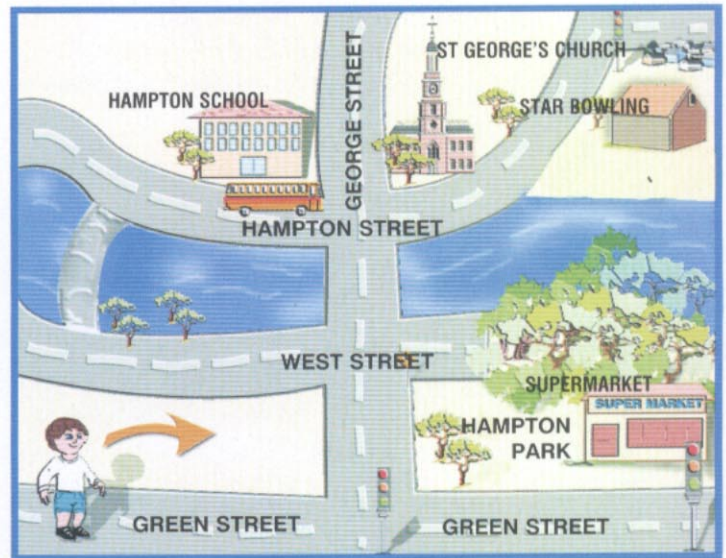 ST GEORGE'S CHURCH
HAMPTON SCHOOL
STAR BOWLING
GEORGE STREET
HAMPTON STREET
WEST STREET
SUPERMARKET
SUPER MARKET
HAMPTON
PARK
GREEN STREET
GREEN STREET